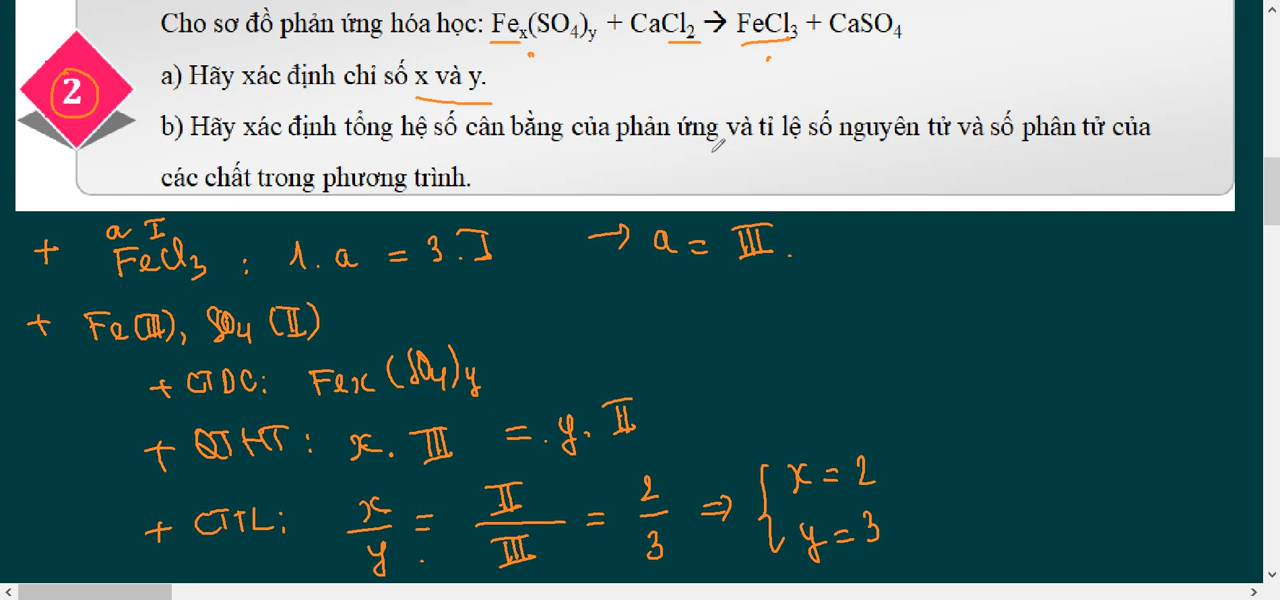 Cho sơ đồ phản ứng hóa học: Feₓ(SO₄)ᵧ + CaCl₂ → FeCl₃ + CaSO₄
2
a) Hãy xác định chỉ số x và y.
b) Hãy xác định tổng hệ số cân bằng của phản ứng và tỉ lệ số nguyên tử và số phân tử của
các chất trong phương trình.
a I
+ FeCl₃ : 1.a = 3.I → a = III.
+ Fe(III), SO₄ (II)
+ CTDC: Feₓ(SO₄)ᵧ
+ QTHT: x. III = .y. II
+ CTTL: x/y = II/III = 2/3 ⇒ { x = 2
y = 3